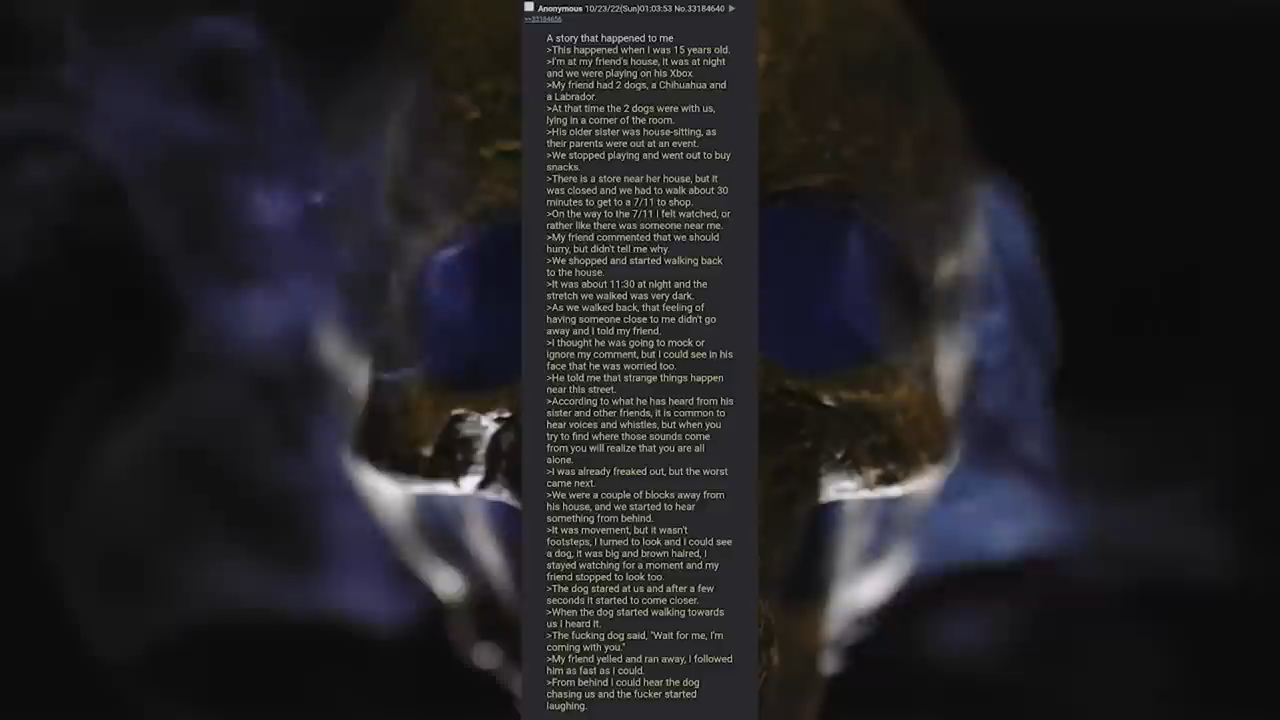 Anonymous 10/23/22(Sun)01:03:53 No.33184640 ▶
>>33184656
A story that happened to me
>This happened when I was 15 years old.
>I'm at my friend's house, it was at night
and we were playing on his Xbox
>My friend had 2 dogs, a Chihuahua and
a Labrador.
>At that time the 2 dogs were with us,
lying in a corner of the room.
>His older sister was house-sitting, as
their parents were out at an event.
>We stopped playing and went out to buy
snacks.
>There is a store near her house, but it
was closed and we had to walk about 30
minutes to get to a 7/11 to shop.
>On the way to the 7/11 I felt watched, or
rather like there was someone near me.
>My friend commented that we should
hurry, but didn't tell me why.
>We shopped and started walking back
to the house.
>It was about 11:30 at night and the
stretch we walked was very dark.
>As we walked back, that feeling of
having someone close to me didn't go
away and I told my friend.
>I thought he was going to mock or
ignore my comment, but I could see in his
face that he was worried too.
>He told me that strange things happen
near this street.
>According to what he has heard from his
sister and other friends, it is common to
hear voices and whistles, but when you
try to find where those sounds come
from you will realize that you are all
alone.
>I was already freaked out, but the worst
came next.
>We were a couple of blocks away from
his house, and we started to hear
something from behind.
>It was movement, but it wasn't
footsteps, I turned to look and I could see
a dog, it was big and brown haired, I
stayed watching for a moment and my
friend stopped to look too.
>The dog stared at us and after a few
seconds it started to come closer.
>When the dog started walking towards
us I heard it.
>The fucking dog said, "Wait for me, I'm
coming with you."
>My friend yelled and ran away, I followed
him as fast as I could.
>From behind I could hear the dog
chasing us and the fucker started
laughing.